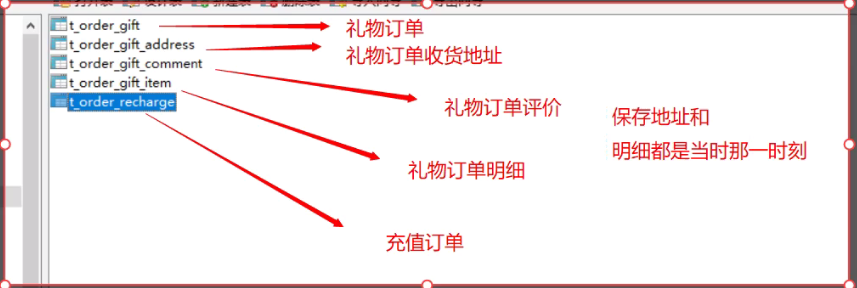 t_order_gift
礼物订单
t_order_gift_address
礼物订单收货地址
t_order_gift_comment
礼物订单评价
t_order_gift_item
礼物订单明细
t_order_recharge
充值订单
保存地址和
明细都是当时那一时刻